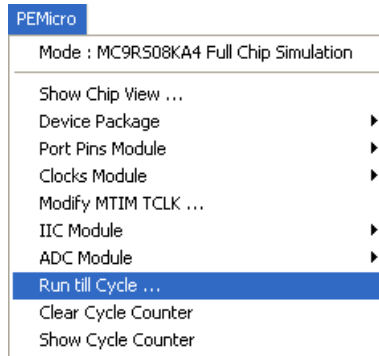 PEMicro
Mode : MC9RS08KA4 Full Chip Simulation
Show Chip View ...
Device Package
Port Pins Module
Clocks Module
Modify MTIM TCLK ...
IIC Module
ADC Module
Run till Cycle ...
Clear Cycle Counter
Show Cycle Counter